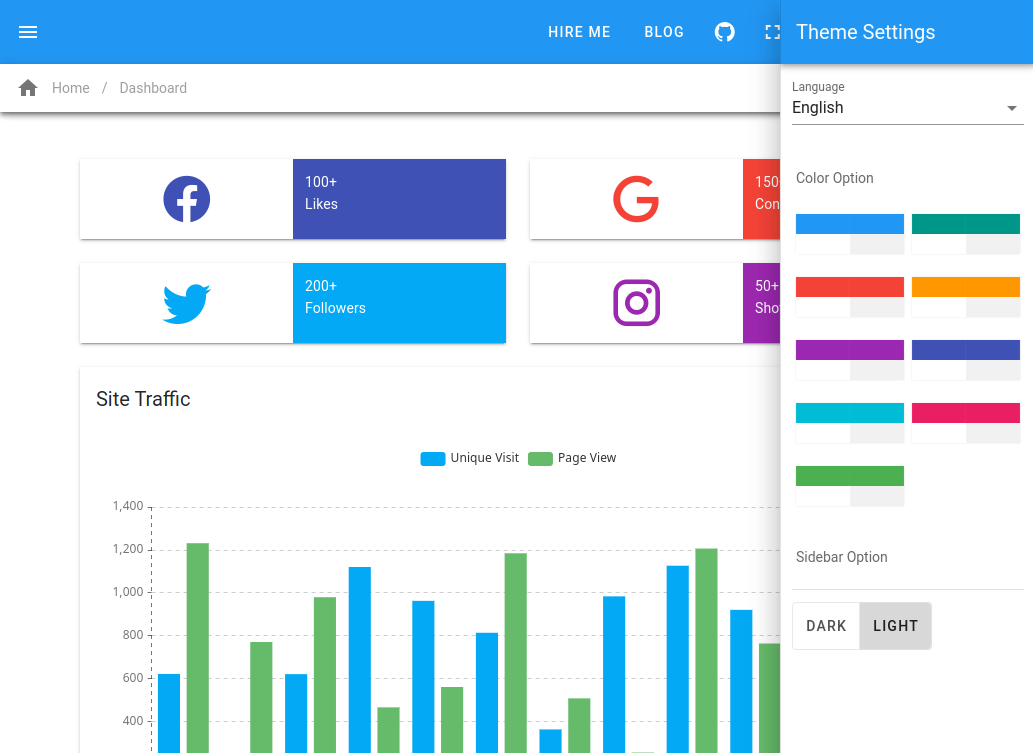 HIRE ME
BLOG
Theme Settings
Home / Dashboard
Language
English
100+
Likes
150
Con
200+
Followers
50+
Sho
Color Option
Site Traffic
Unique Visit
Page View
1,400
1,200
1,000
800
600
400
Sidebar Option
DARK
LIGHT